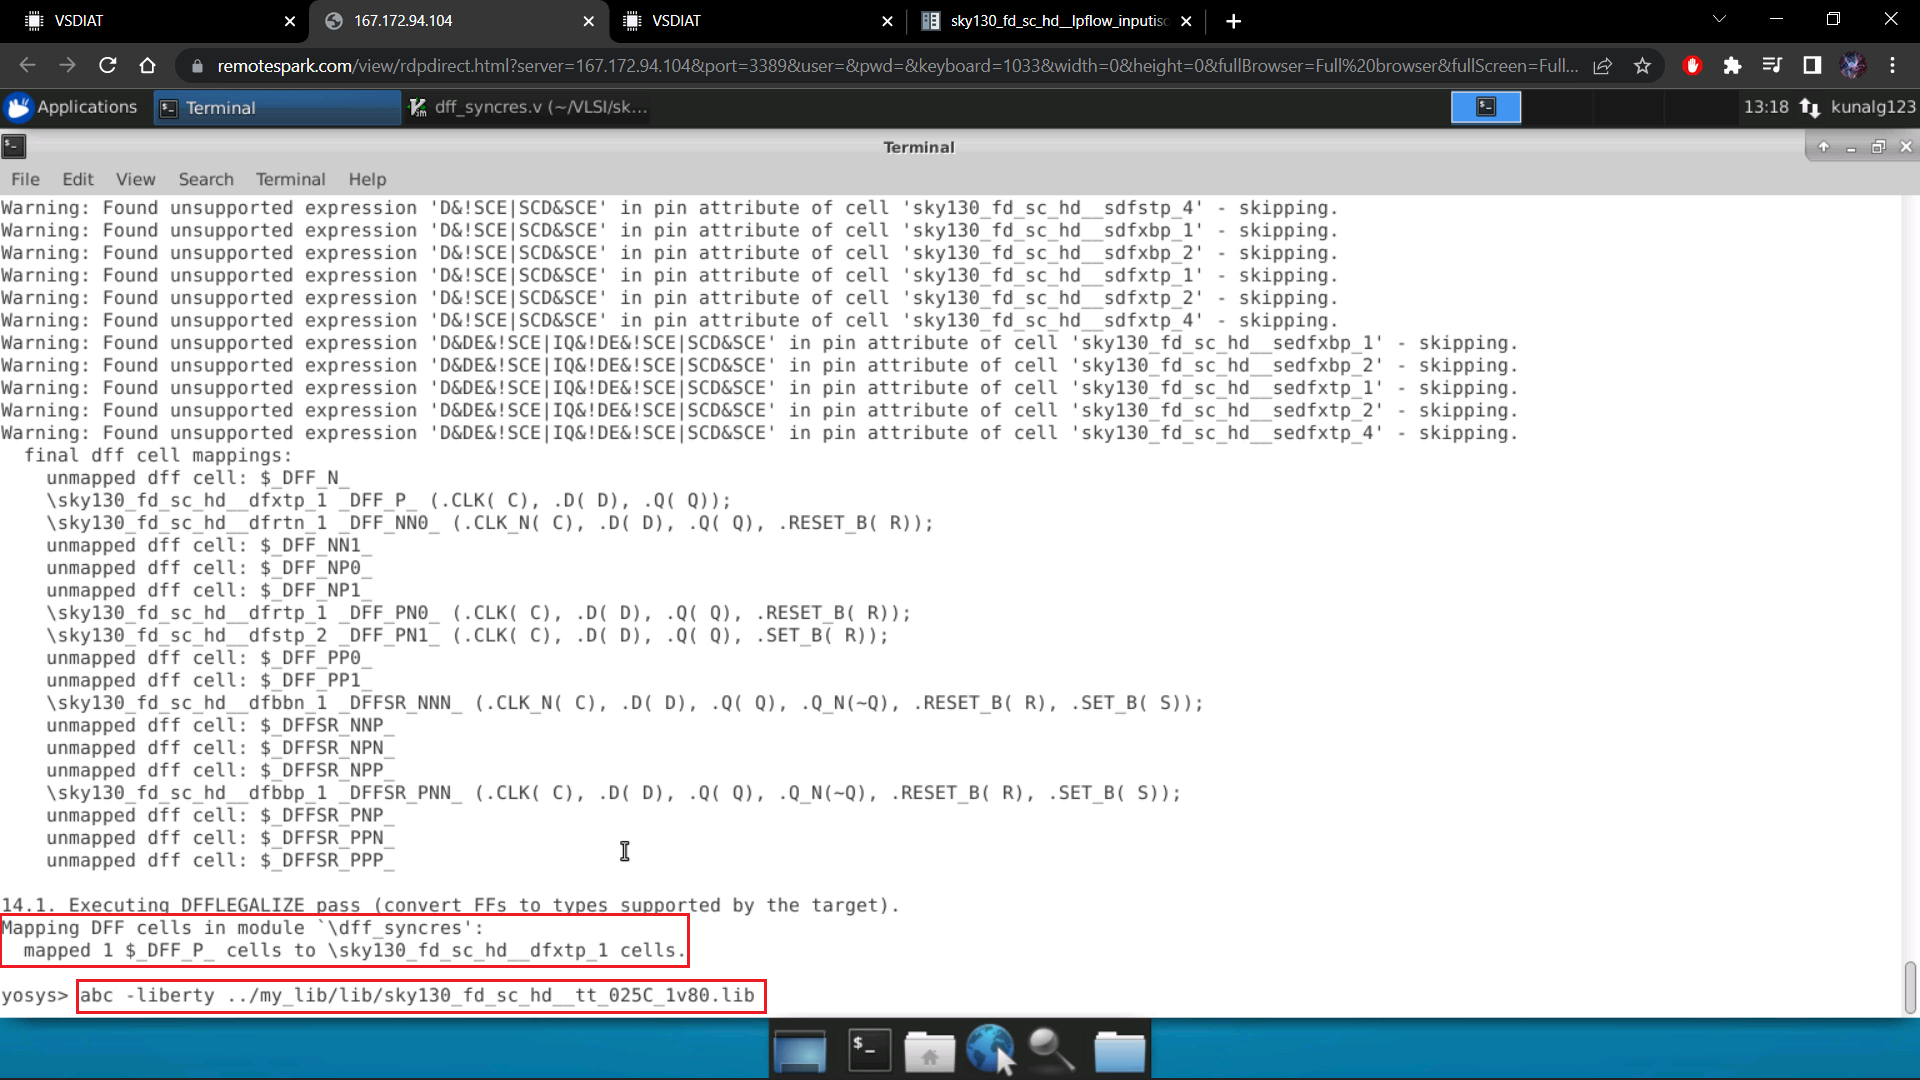 VSDIAT
167.172.94.104
VSDIAT
sky130_fd_sc_hd__lpflow_inputiso
remotespark.com/view/rdpdirect.html?server=167.172.94.104&port=3389&user=&pwd=&keyboard=1033&width=0&height=0&fullBrowser=Full%20browser&fullScreen=Full...
Applications
Terminal
dff_syncres.v (~/VLSI/sk...
13:18
kunalg123
Terminal
File Edit View Search Terminal Help
Warning: Found unsupported expression 'D&!SCE|SCD&SCE' in pin attribute of cell 'sky130_fd_sc_hd__sdfstp_4' - skipping.
Warning: Found unsupported expression 'D&!SCE|SCD&SCE' in pin attribute of cell 'sky130_fd_sc_hd__sdfxbp_1' - skipping.
Warning: Found unsupported expression 'D&!SCE|SCD&SCE' in pin attribute of cell 'sky130_fd_sc_hd__sdfxbp_2' - skipping.
Warning: Found unsupported expression 'D&!SCE|SCD&SCE' in pin attribute of cell 'sky130_fd_sc_hd__sdfxtp_1' - skipping.
Warning: Found unsupported expression 'D&!SCE|SCD&SCE' in pin attribute of cell 'sky130_fd_sc_hd__sdfxtp_2' - skipping.
Warning: Found unsupported expression 'D&!SCE|SCD&SCE' in pin attribute of cell 'sky130_fd_sc_hd__sdfxtp_4' - skipping.
Warning: Found unsupported expression 'D&DE&!SCE|IQ&!DE&!SCE|SCD&SCE' in pin attribute of cell 'sky130_fd_sc_hd__sedfxbp_1' - skipping.
Warning: Found unsupported expression 'D&DE&!SCE|IQ&!DE&!SCE|SCD&SCE' in pin attribute of cell 'sky130_fd_sc_hd__sedfxbp_2' - skipping.
Warning: Found unsupported expression 'D&DE&!SCE|IQ&!DE&!SCE|SCD&SCE' in pin attribute of cell 'sky130_fd_sc_hd__sedfxtp_1' - skipping.
Warning: Found unsupported expression 'D&DE&!SCE|IQ&!DE&!SCE|SCD&SCE' in pin attribute of cell 'sky130_fd_sc_hd__sedfxtp_2' - skipping.
Warning: Found unsupported expression 'D&DE&!SCE|IQ&!DE&!SCE|SCD&SCE' in pin attribute of cell 'sky130_fd_sc_hd__sedfxtp_4' - skipping.
final dff cell mappings:
unmapped dff cell: $_DFF_N_
\sky130_fd_sc_hd__dfxtp_1 _DFF_P_ (.CLK( C), .D( D), .Q( Q));
\sky130_fd_sc_hd__dfrtn_1 _DFF_NN0_ (.CLK_N( C), .D( D), .Q( Q), .RESET_B( R));
unmapped dff cell: $_DFF_NN1_
unmapped dff cell: $_DFF_NP0_
unmapped dff cell: $_DFF_NP1_
\sky130_fd_sc_hd__dfrtp_1 _DFF_PN0_ (.CLK( C), .D( D), .Q( Q), .RESET_B( R));
\sky130_fd_sc_hd__dfstp_2 _DFF_PN1_ (.CLK( C), .D( D), .Q( Q), .SET_B( R));
unmapped dff cell: $_DFF_PP0_
unmapped dff cell: $_DFF_PP1_
\sky130_fd_sc_hd__dfbbn_1 _DFFSR_NNN_ (.CLK_N( C), .D( D), .Q( Q), .Q_N(~Q), .RESET_B( R), .SET_B( S));
unmapped dff cell: $_DFFSR_NNP_
unmapped dff cell: $_DFFSR_NPN_
unmapped dff cell: $_DFFSR_NPP_
\sky130_fd_sc_hd__dfbbp_1 _DFFSR_PNN_ (.CLK( C), .D( D), .Q( Q), .Q_N(~Q), .RESET_B( R), .SET_B( S));
unmapped dff cell: $_DFFSR_PNP_
unmapped dff cell: $_DFFSR_PPN_
unmapped dff cell: $_DFFSR_PPP_
14.1. Executing DFFLEGALIZE pass (convert FFs to types supported by the target).
Mapping DFF cells in module `\dff_syncres':
mapped 1 $_DFF_P_ cells to \sky130_fd_sc_hd__dfxtp_1 cells.
yosys> abc -liberty ../my_lib/lib/sky130_fd_sc_hd__tt_025C_1v80.lib